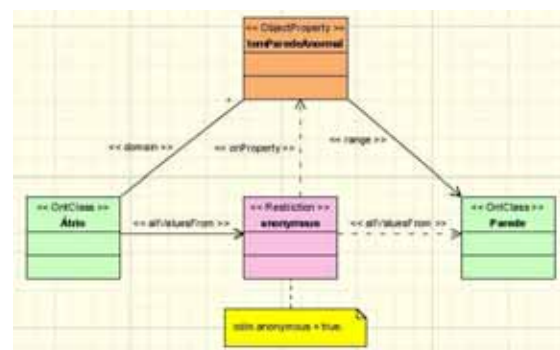 << ObjectProperty >>
temParedeAnormal
<< domain >>
<< onProperty >>
<< range >>
<< OntClass >>
Átrio
<< allValuesFrom >>
<< Restriction >>
anonymous
<< allValuesFrom >>
<< OntClass >>
Parede
odm.anonymous = true;